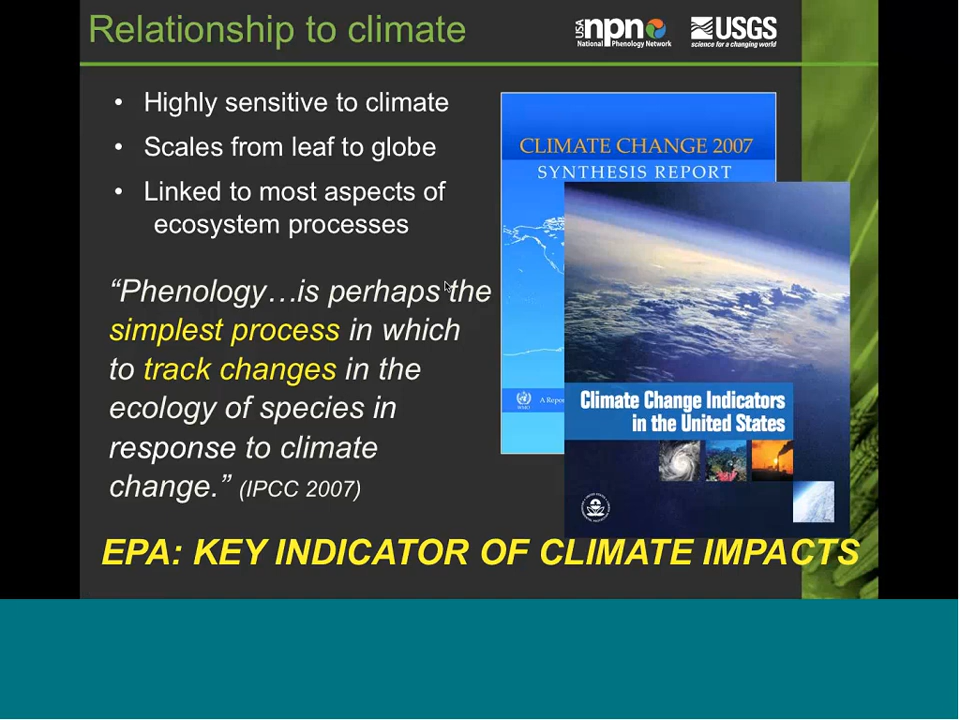 Relationship to climate
USA npn
National Phenology Network
USGS
science for a changing world
• Highly sensitive to climate
• Scales from leaf to globe
• Linked to most aspects of
ecosystem processes
“Phenology…is perhaps the
simplest process in which
to track changes in the
ecology of species in
response to climate
change.” (IPCC 2007)
CLIMATE CHANGE 2007
SYNTHESIS REPORT
WMO
A Repor
Climate Change Indicators
in the United States
EPA: KEY INDICATOR OF CLIMATE IMPACTS